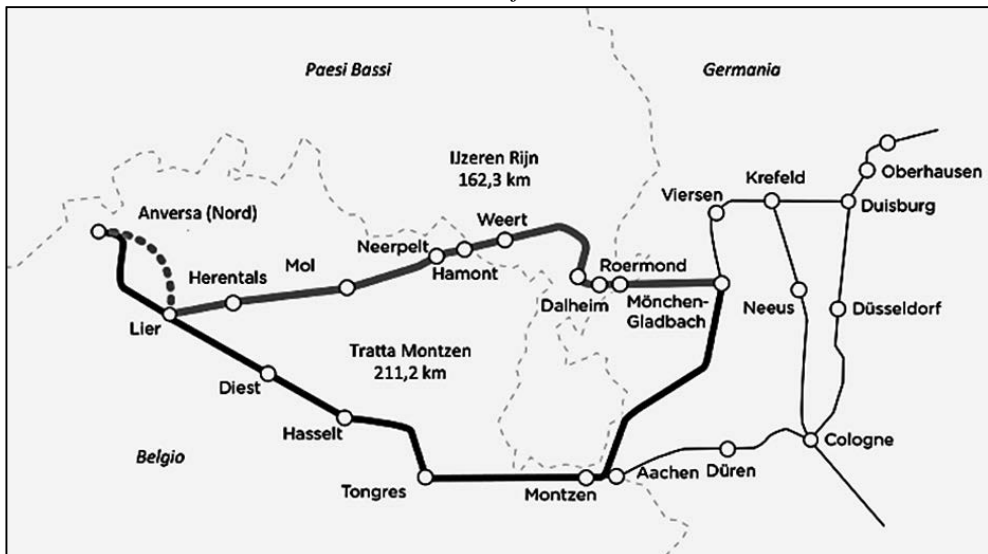 Paesi Bassi
Germania
IJzeren Rijn
162,3 km
Oberhausen
Krefeld
Viersen
Duisburg
Anversa (Nord)
Weert
Neerpelt
Hamont
Mol
Herentals
Roermond
Dalheim
Mönchen-
Gladbach
Neeus
Düsseldorf
Lier
Tratta Montzen
211,2 km
Diest
Hasselt
Belgio
Cologne
Tongres
Montzen
Aachen
Düren